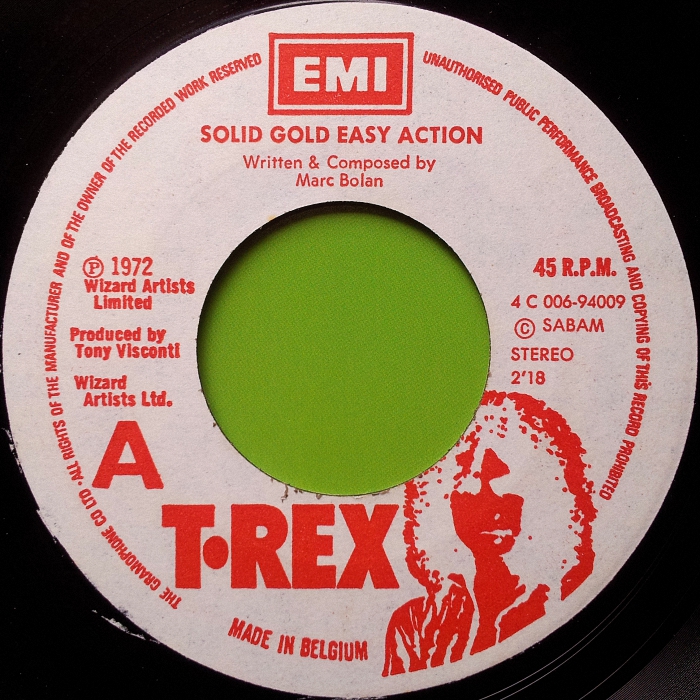 EMI
SOLID GOLD EASY ACTION
Written & Composed by
Marc Bolan
Ⓟ 1972
Wizard Artists
Limited
Produced by
Tony Visconti
Wizard
Artists Ltd.
A
45 R.P.M.
4 C 006-94009
© SABAM
STEREO
2'18
T•REX
MADE IN BELGIUM
THE GRAMOPHONE CO LTD · ALL RIGHTS OF THE MANUFACTURER AND OF THE OWNER OF THE RECORDED WORK RESERVED
UNAUTHORISED PUBLIC PERFORMANCE BROADCASTING AND COPYING OF THIS RECORD PROHIBITED